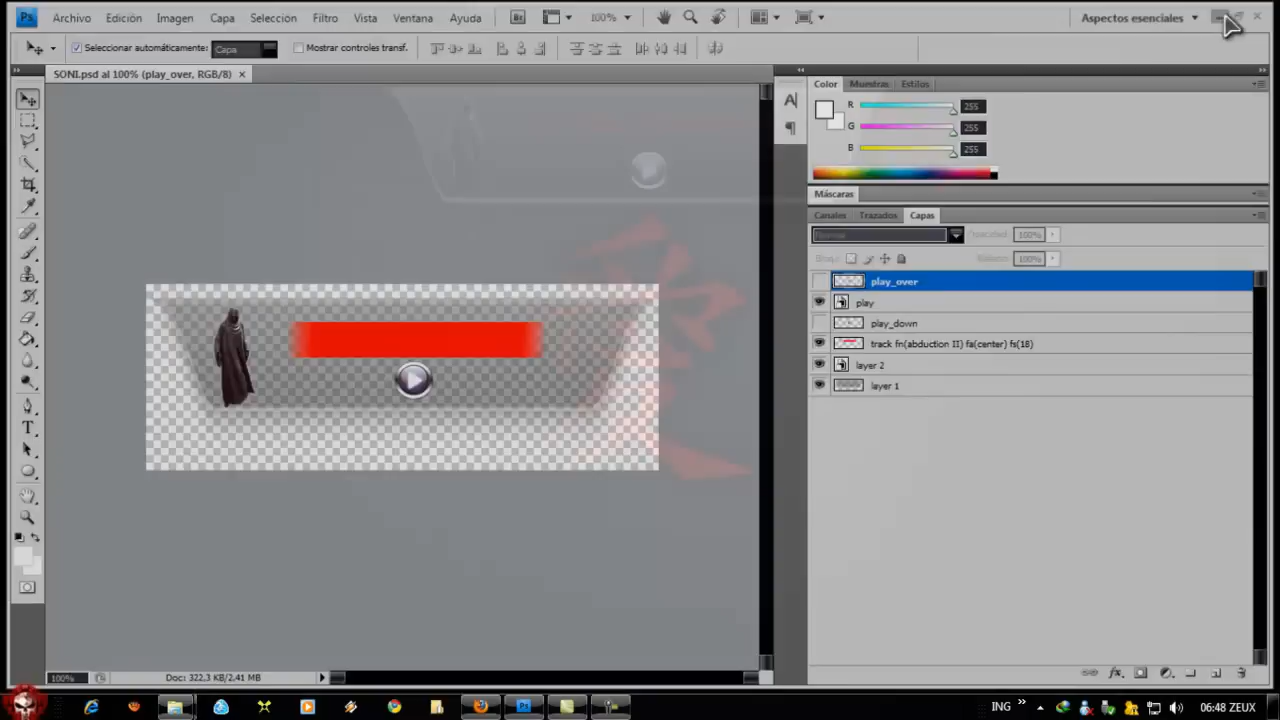 Ps Archivo Edición Imagen Capa Selección Filtro Vista Ventana Ayuda Br 100% Aspectos esenciales
Seleccionar automáticamente: Capa Mostrar controles transf.
SONI.psd al 100% (play_over, RGB/8)
Color Muestras Estilos
R 255
G 255
B 255
Máscaras
Canales Trazados Capas
Opacidad: 100%
100%
play_over
play
play_down
track fn(abduction II) fa(center) fs(18)
layer 2
layer 1
100% Doc: 322,3 KB/2,41 MB
ING 06:48 ZEUX